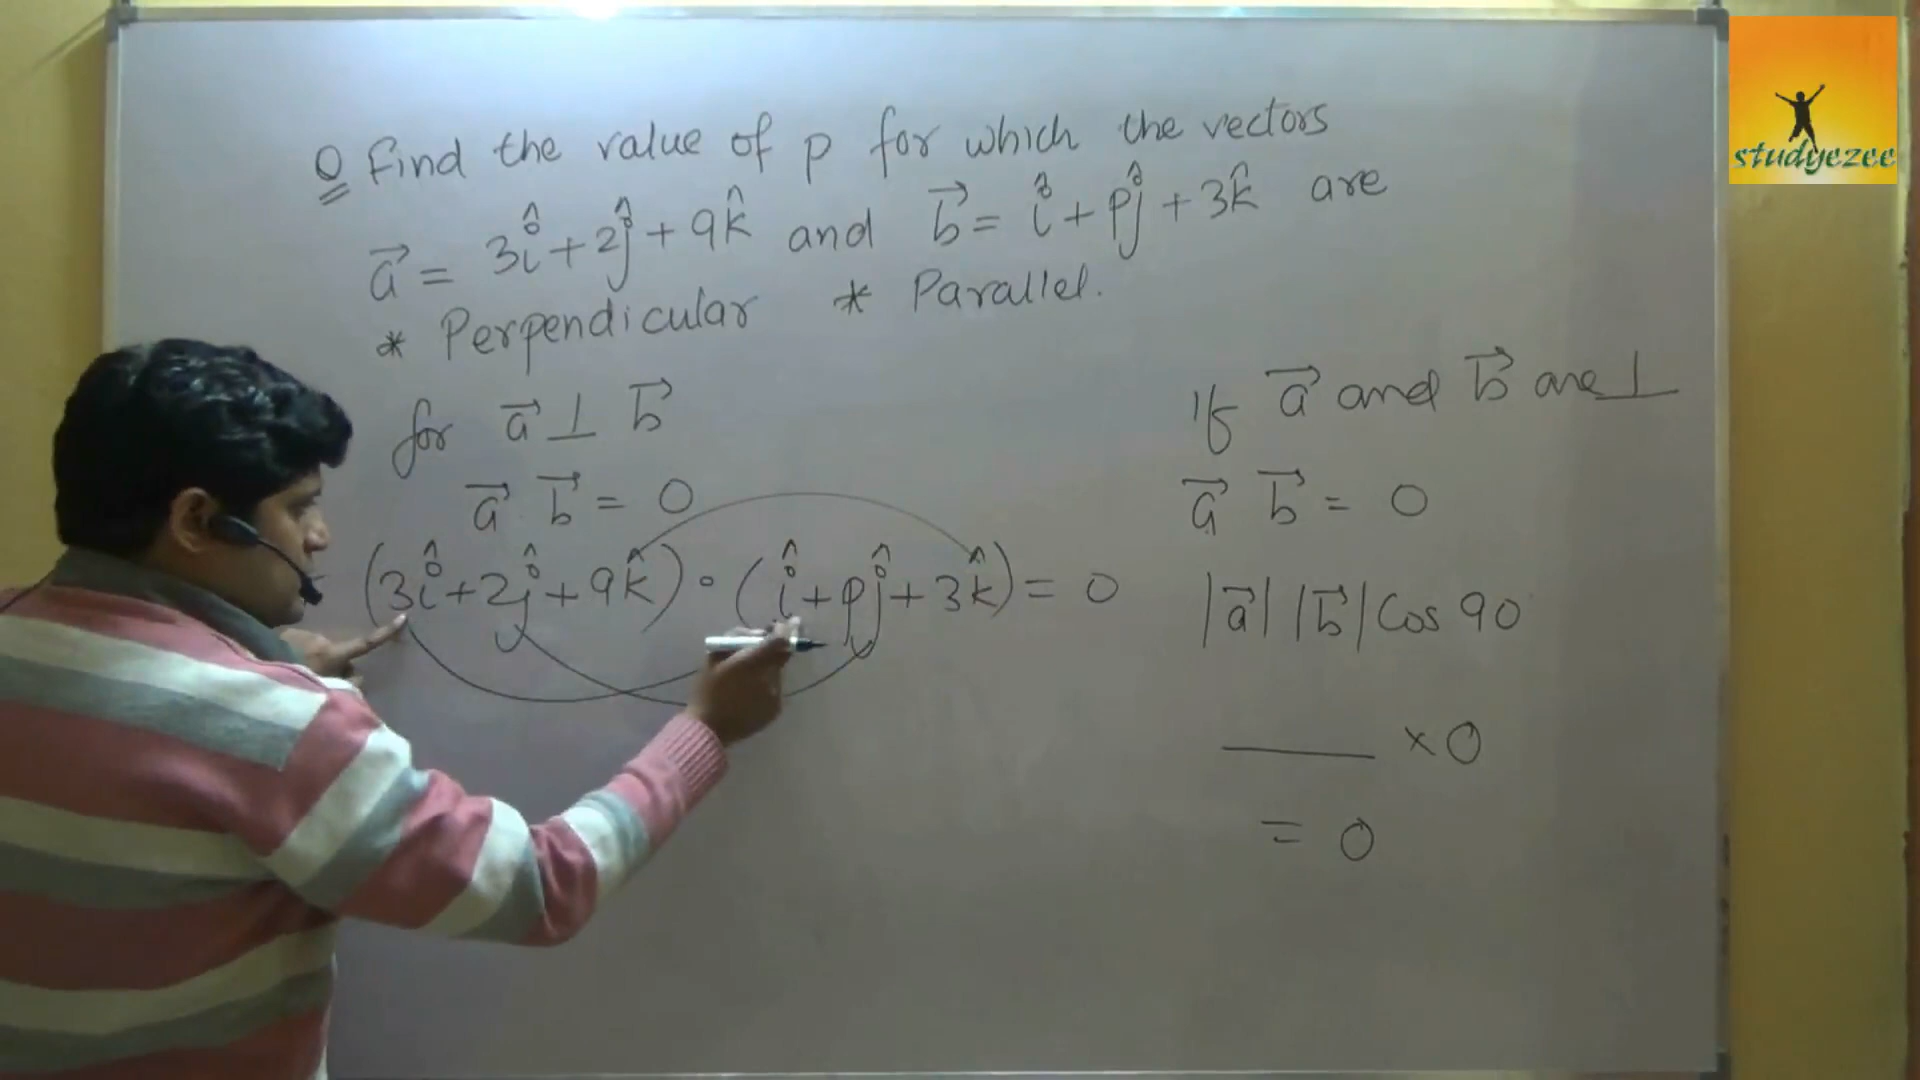 Q Find the value of p for which the vectors
a⃗ = 3î + 2ĵ + 9k̂ and b⃗ = î + pĵ + 3k̂ are
* Perpendicular * Parallel.
for a⃗ ⊥ b⃗
a⃗ b⃗ = 0
(3î + 2ĵ + 9k̂) · (î + pĵ + 3k̂) = 0
If a⃗ and b⃗ are ⊥
a⃗ b⃗ = 0
|a⃗| |b⃗| Cos 90
____ × 0
= 0
studyezee